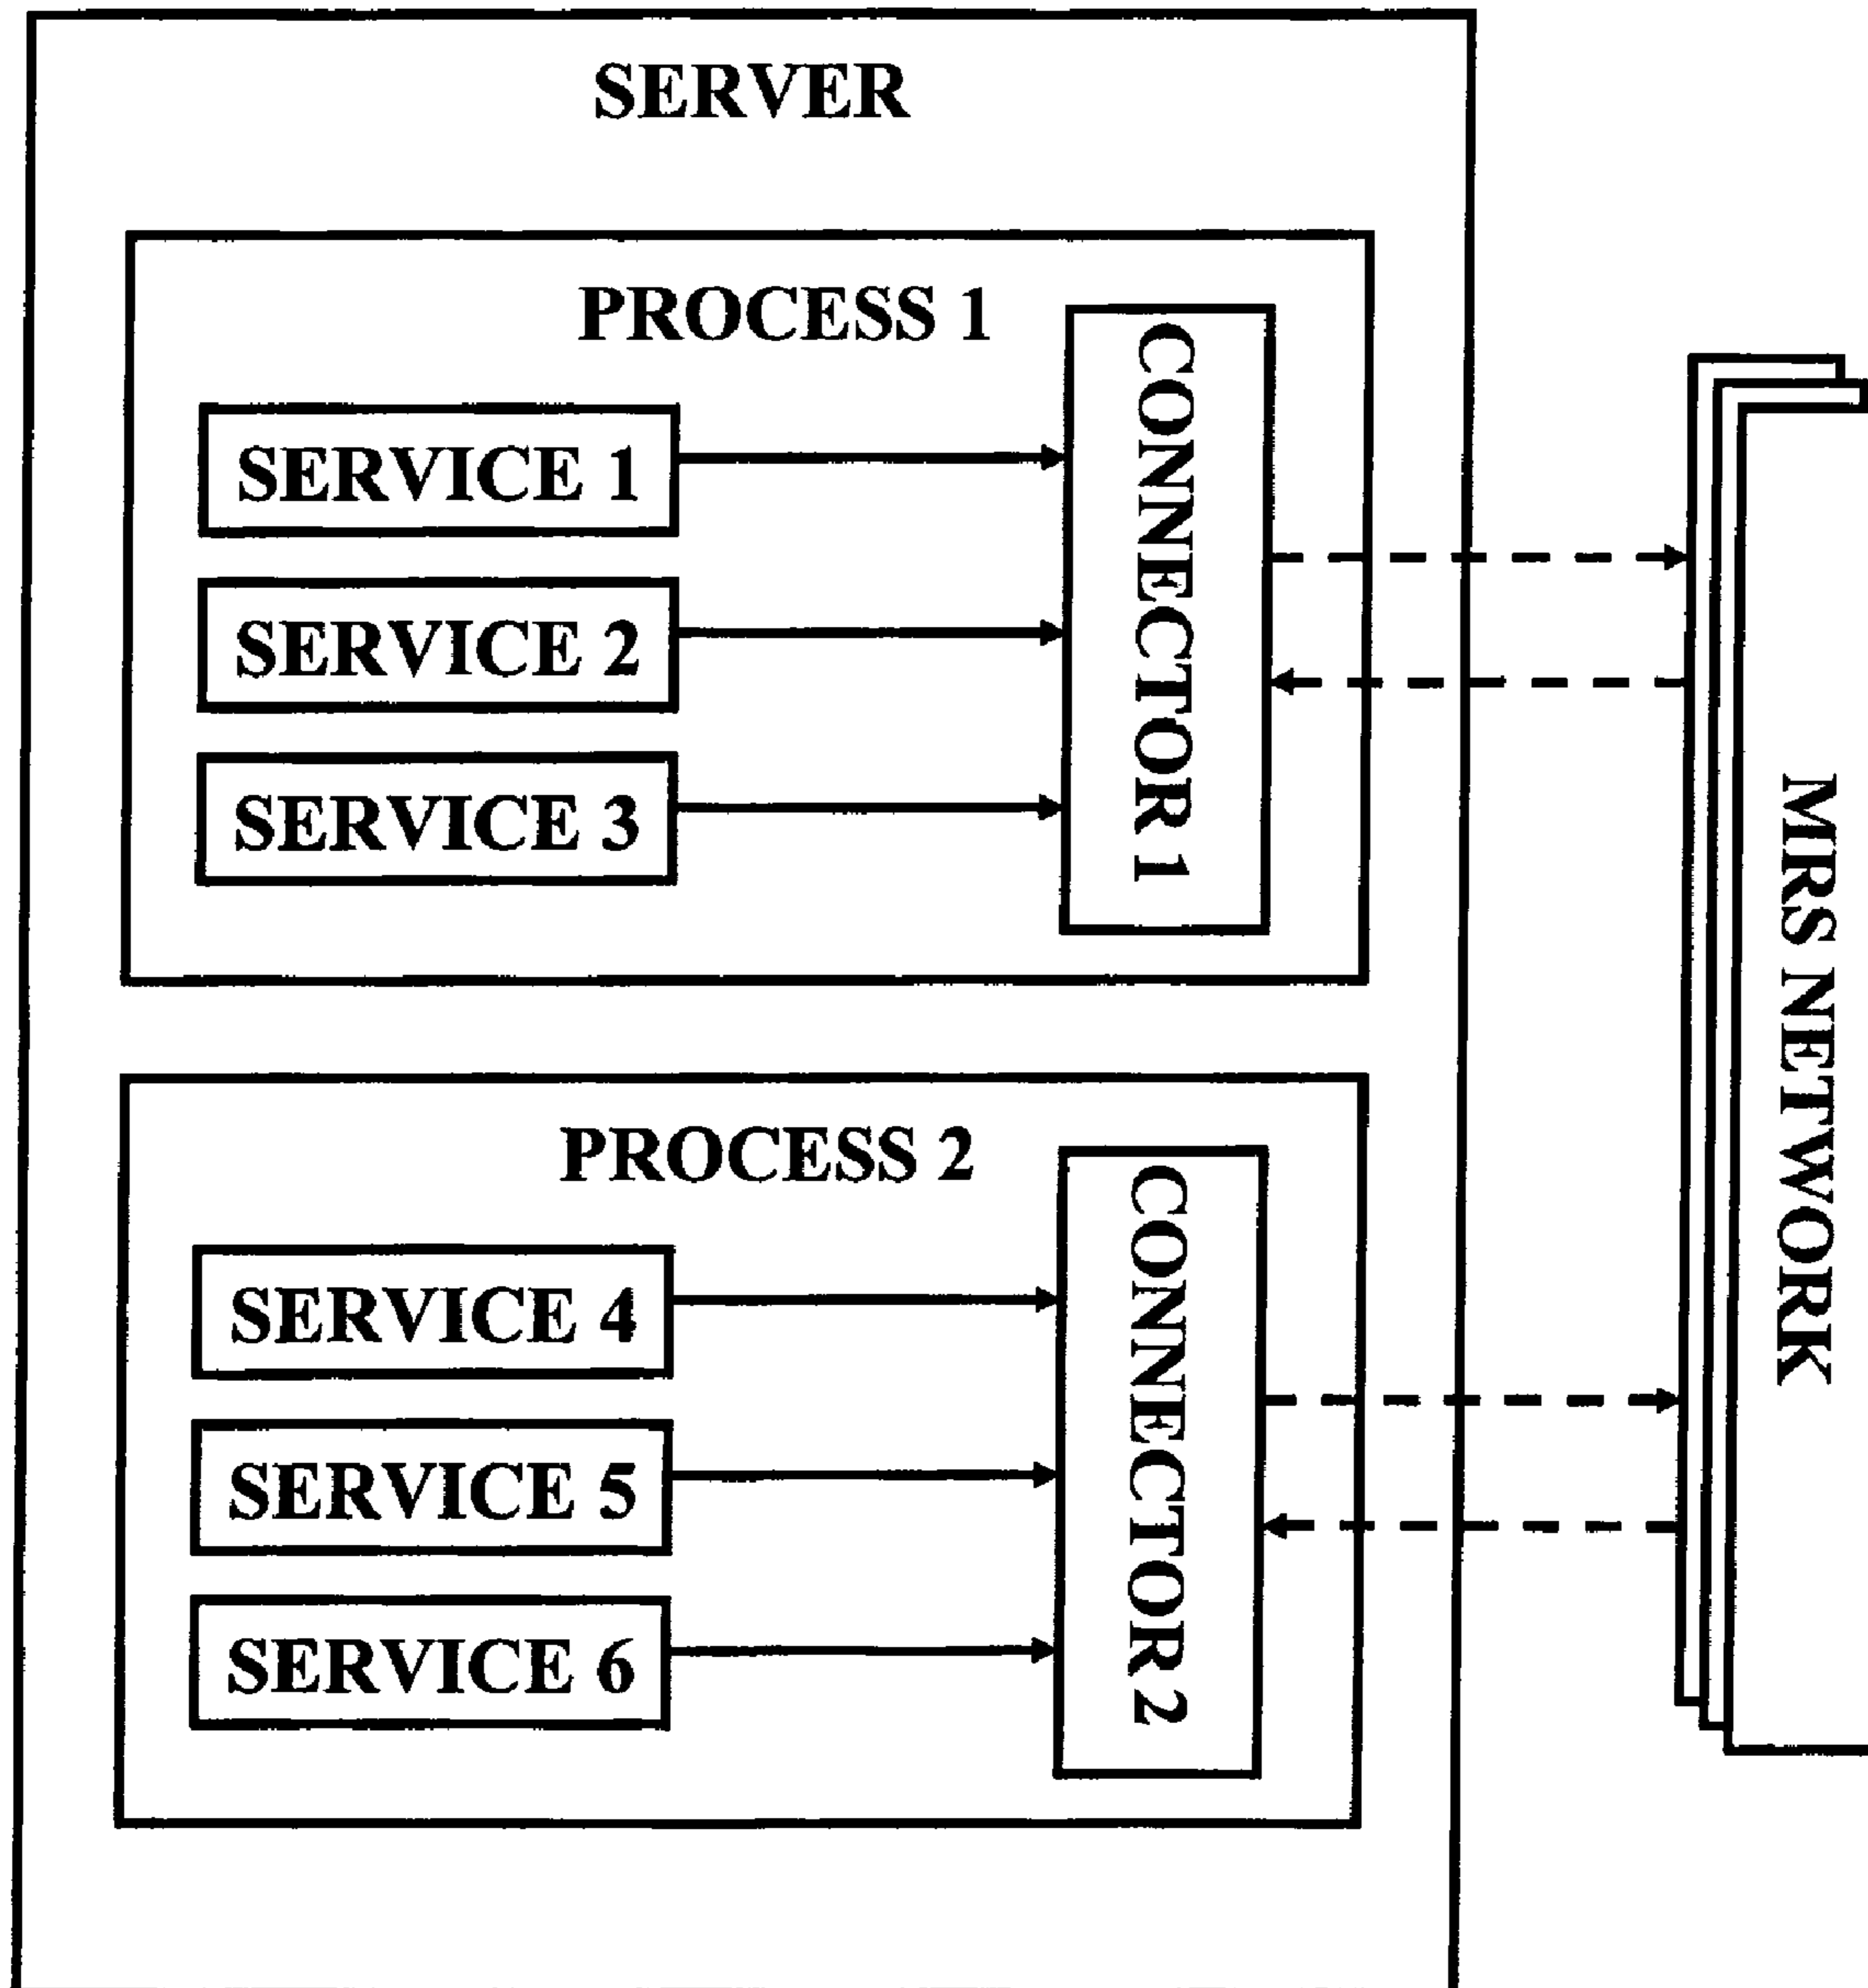 SERVER
PROCESS 1
SERVICE 1
SERVICE 2
SERVICE 3
CONNECTOR 1
PROCESS 2
SERVICE 4
SERVICE 5
SERVICE 6
CONNECTOR 2
MRS NETWORK